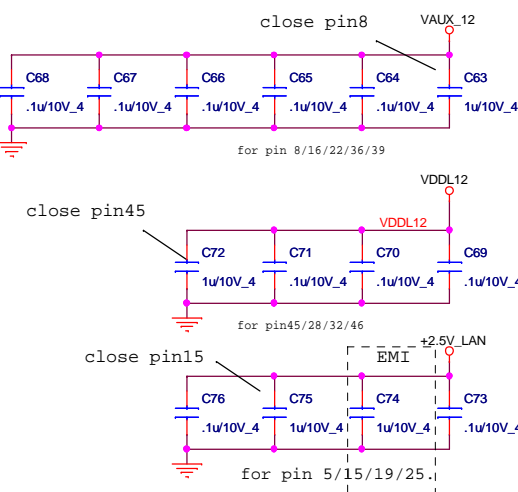 close pin8 VAUX_12
C68 C67 C66 C65 C64 C63
.1u/10V_4 .1u/10V_4 .1u/10V_4 .1u/10V_4 .1u/10V_4 1u/10V_4
for pin 8/16/22/36/39
VDDL12
close pin45
VDDL12
C72 C71 C70 C69
1u/10V_4 .1u/10V_4 .1u/10V_4 .1u/10V_4
for pin45/28/32/46
+2.5V_LAN
close pin15 EMI
C76 C75 C74 C73
.1u/10V_4 1u/10V_4 1u/10V_4 .1u/10V_4
for pin 5/15/19/25.